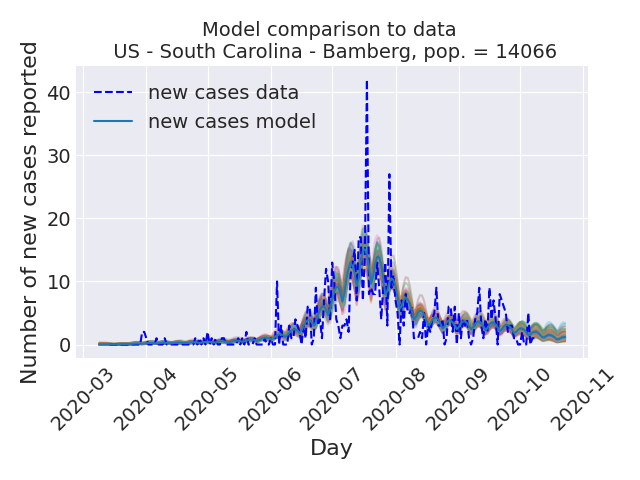 Model comparison to data
US - South Carolina - Bamberg, pop. = 14066
Number of new cases reported
40
30
20
10
0
new cases data
new cases model
2020-03
2020-04
2020-05
2020-06
2020-07
2020-08
2020-09
2020-10
2020-11
Day